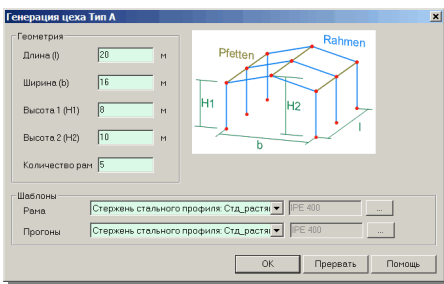 Генерация цеха Тип А
Геометрия
Длина (l) 20 м
Ширина (b) 16 м
Высота 1 (H1) 8 м
Высота 2 (H2) 10 м
Количество рам 5
Pfetten
Rahmen
H1
H2
b
l
Шаблоны
Рама Стержень стального профиля: Стд_растя IPE 400 ...
Прогоны Стержень стального профиля: Стд_растя IPE 400 ...
OK Прервать Помощь